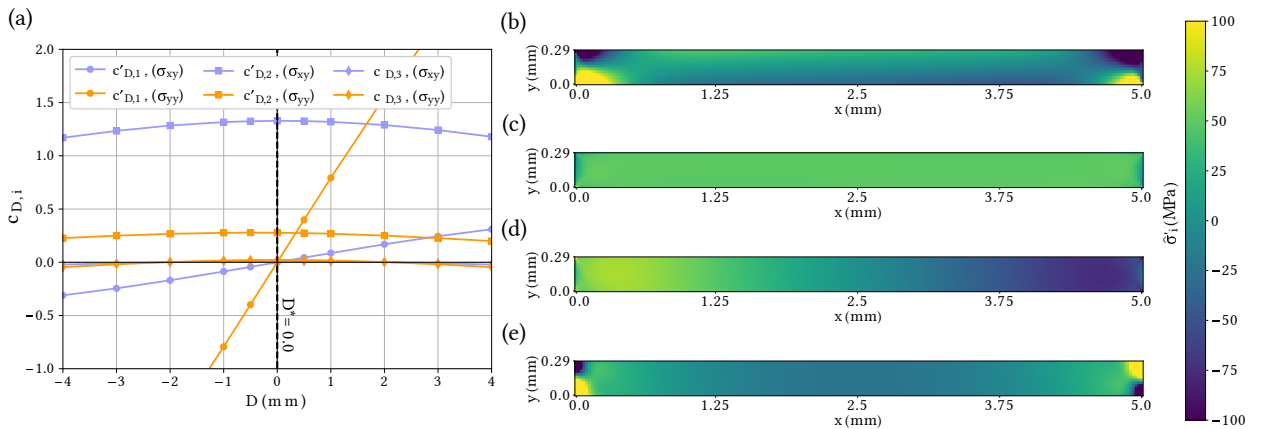 (a)
2.0
1.5
1.0
0.5
0.0
−0.5
−1.0
c D, i
c′D,1 , (σxy)
c′D,2 , (σxy)
c D,3 , (σxy)
c′D,1 , (σyy)
c′D,2 , (σyy)
c D,3 , (σyy)
D* = 0.0
−4 −3 −2 −1 0 1 2 3 4
D (mm)
(b)
0.29
0.0
y (mm)
0.0 1.25 2.5 3.75 5.0
x (mm)
(c)
0.29
0.0
y (mm)
0.0 1.25 2.5 3.75 5.0
x (mm)
(d)
0.29
0.0
y (mm)
0.0 1.25 2.5 3.75 5.0
x (mm)
(e)
0.29
0.0
y (mm)
0.0 1.25 2.5 3.75 5.0
x (mm)
100
75
50
25
0
−25
−50
−75
−100
σ̂′i (MPa)